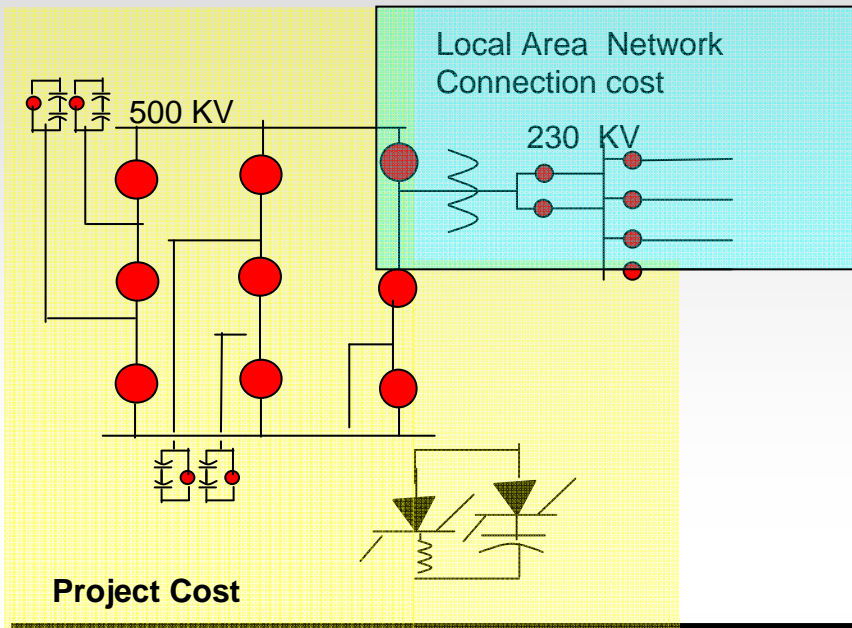 Local Area Network
Connection cost
500 KV
230 KV
Project Cost